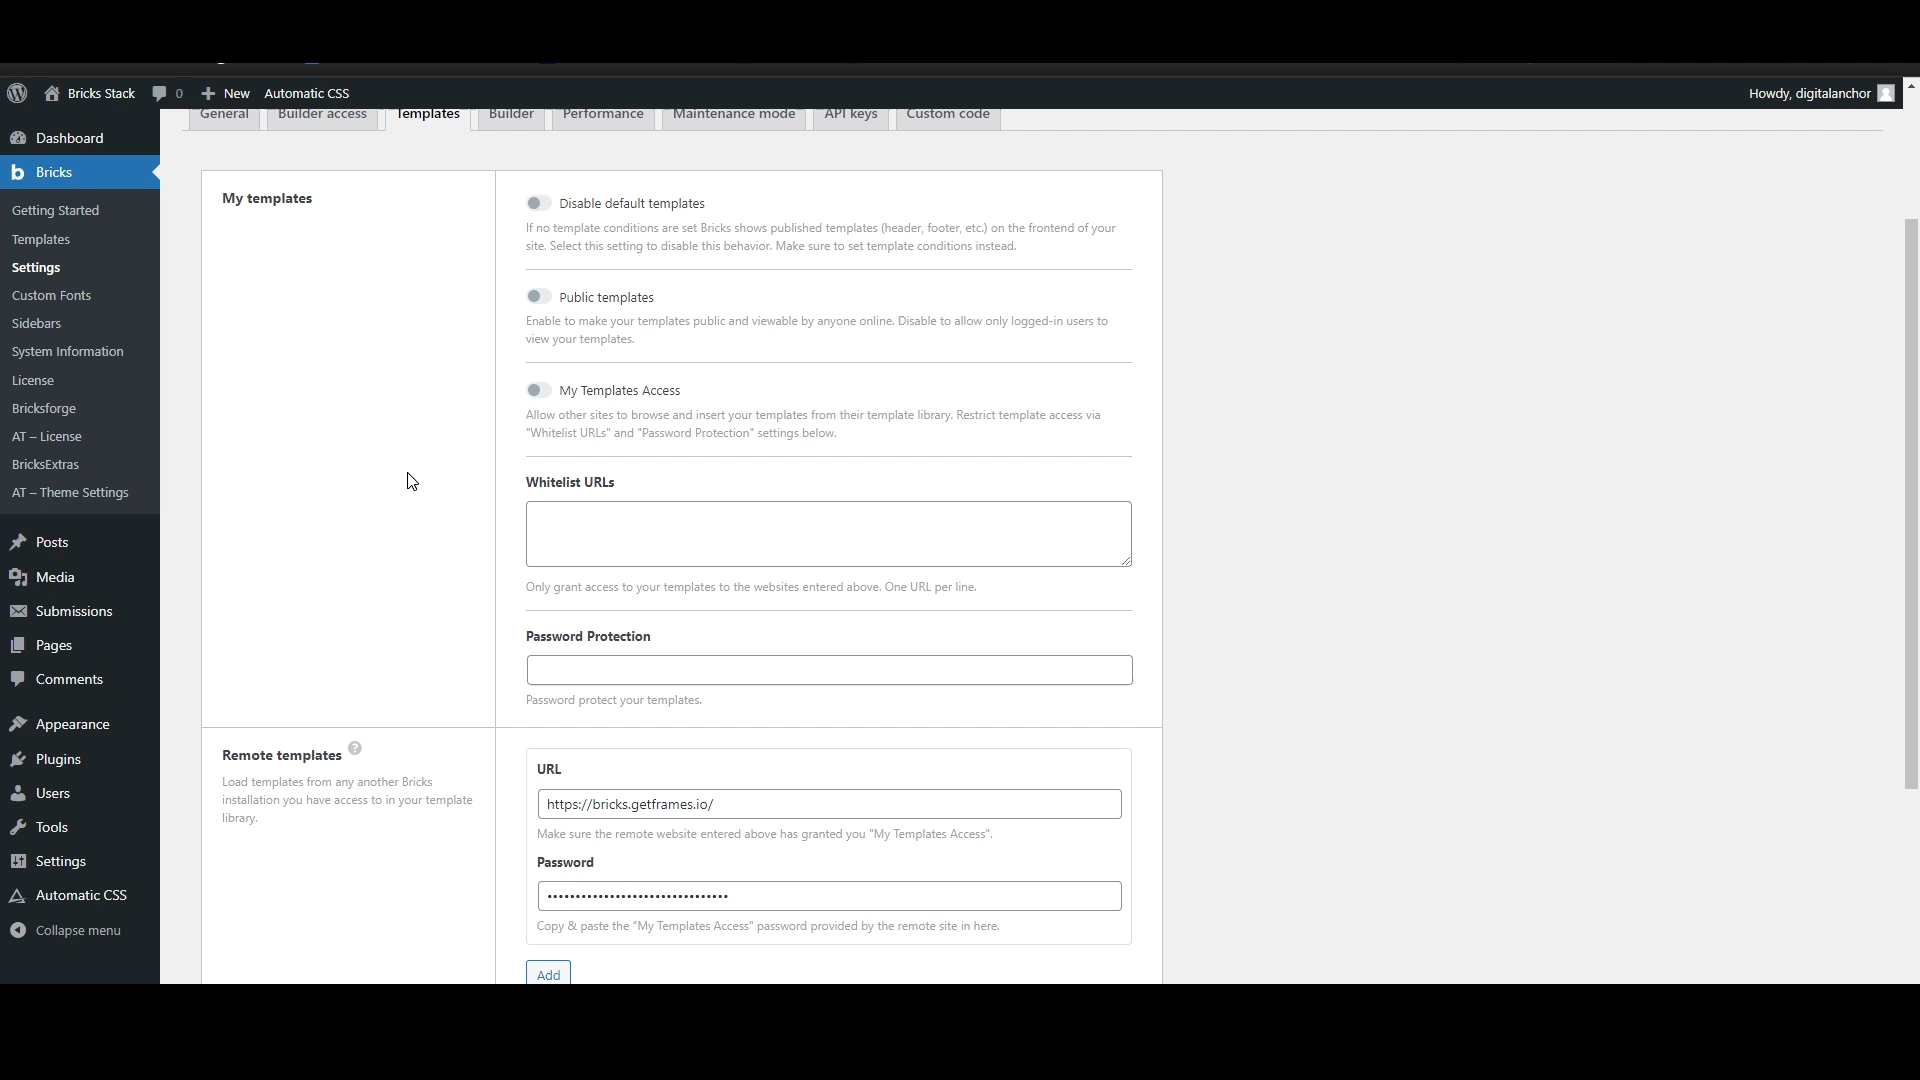 Bricks Stack 0 New Automatic CSS Howdy, digitalanchor
General Builder access Templates Builder Performance Maintenance mode API keys Custom code
Dashboard
Bricks
Getting Started
Templates
Settings
Custom Fonts
Sidebars
System Information
License
Bricksforge
AT – License
BricksExtras
AT – Theme Settings
Posts
Media
Submissions
Pages
Comments
Appearance
Plugins
Users
Tools
Settings
Automatic CSS
Collapse menu
My templates
Disable default templates
If no template conditions are set Bricks shows published templates (header, footer, etc.) on the frontend of your
site. Select this setting to disable this behavior. Make sure to set template conditions instead.
Public templates
Enable to make your templates public and viewable by anyone online. Disable to allow only logged-in users to
view your templates.
My Templates Access
Allow other sites to browse and insert your templates from their template library. Restrict template access via
"Whitelist URLs" and "Password Protection" settings below.
Whitelist URLs
Only grant access to your templates to the websites entered above. One URL per line.
Password Protection
Password protect your templates.
Remote templates ?
Load templates from any another Bricks
installation you have access to in your template
library.
URL
https://bricks.getframes.io/
Make sure the remote website entered above has granted you "My Templates Access".
Password
Copy & paste the "My Templates Access" password provided by the remote site in here.
Add